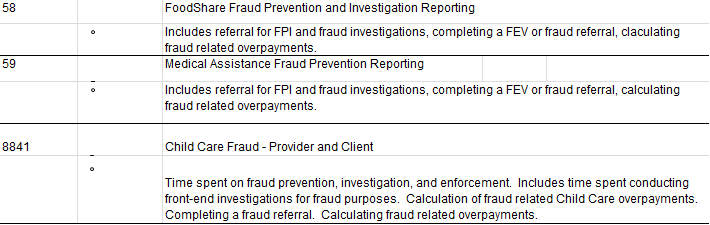 58 FoodShare Fraud Prevention and Investigation Reporting
° Includes referral for FPI and fraud investigations, completing a FEV or fraud referral, claculating
fraud related overpayments.
59 Medical Assistance Fraud Prevention Reporting
° Includes referral for FPI and fraud investigations, completing a FEV or fraud referral, calculating
fraud related overpayments.
8841 Child Care Fraud - Provider and Client
°
Time spent on fraud prevention, investigation, and enforcement.  Includes time spent conducting
front-end investigations for fraud purposes.  Calculation of fraud related Child Care overpayments.
Completing a fraud referral.  Calculating fraud related overpayments.